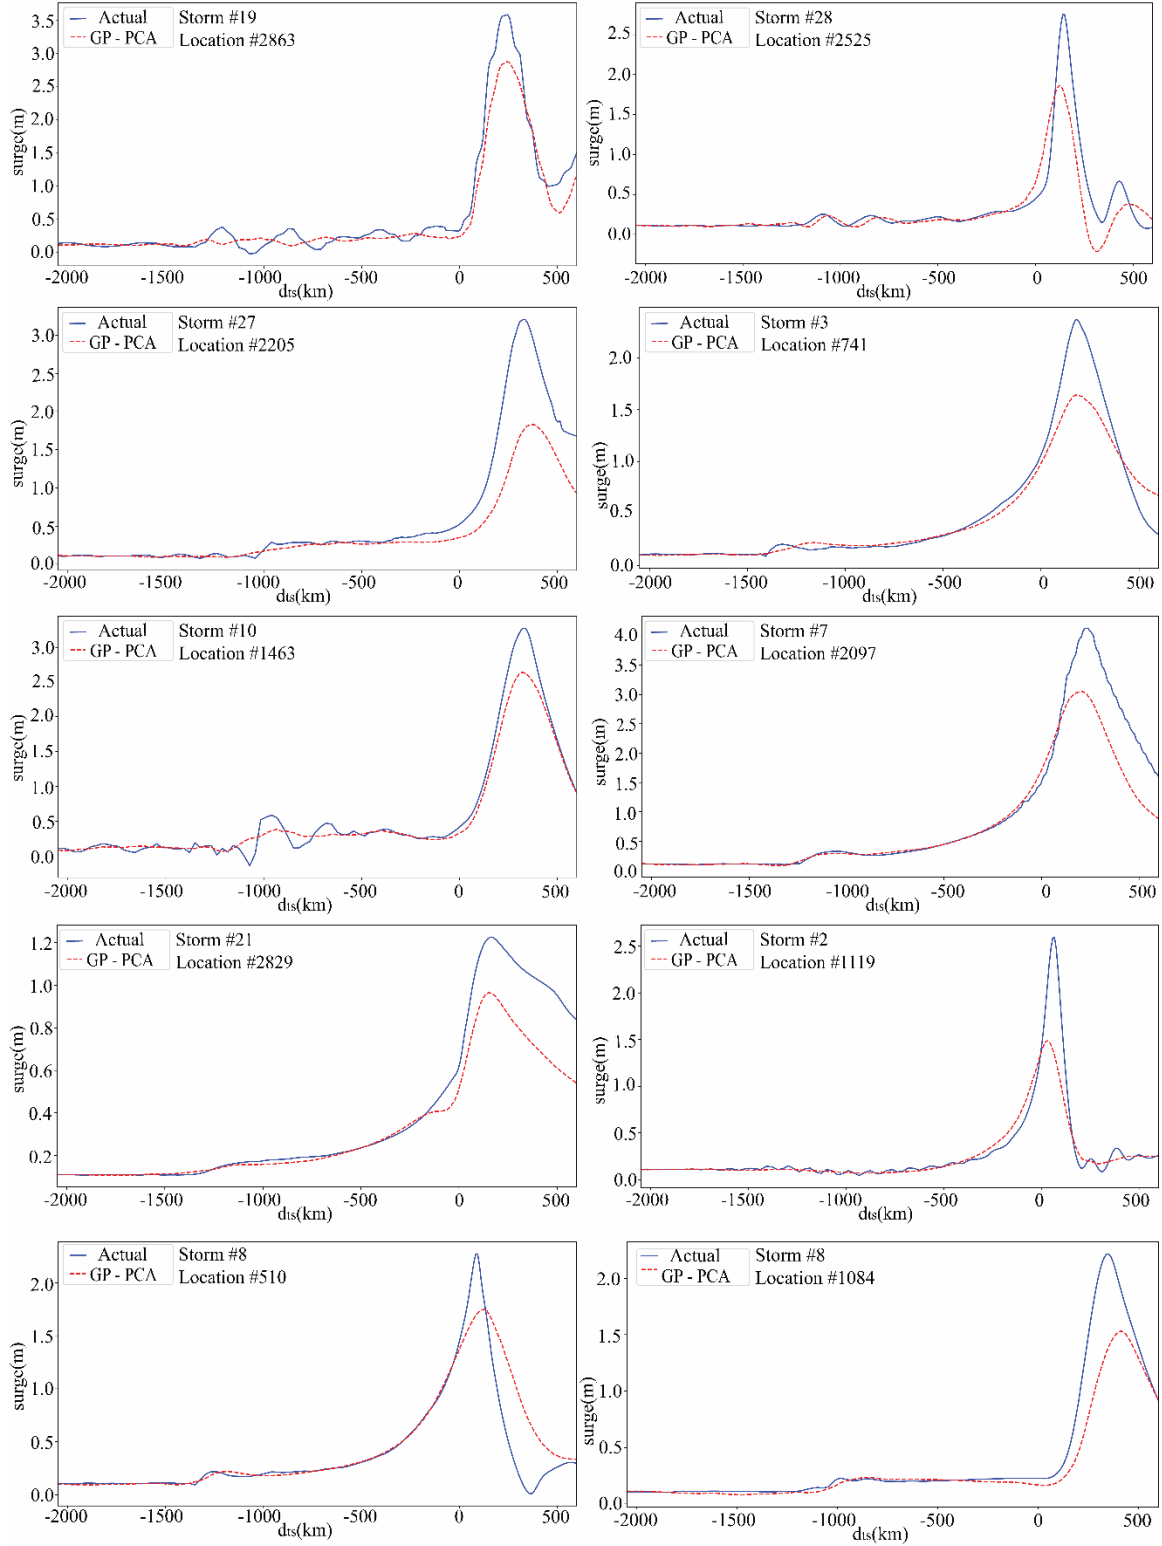 Actual Storm #19
GP - PCA Location #2863
surge(m)
3.5
3.0
2.5
2.0
1.5
1.0
0.5
0.0
-2000 -1500 -1000 -500 0 500
dts(km)
Actual Storm #28
GP - PCA Location #2525
surge(m)
2.5
2.0
1.5
1.0
0.5
0.0
-2000 -1500 -1000 -500 0 500
dts(km)
Actual Storm #27
GP - PCA Location #2205
surge(m)
3.0
2.5
2.0
1.5
1.0
0.5
0.0
-2000 -1500 -1000 -500 0 500
dts(km)
Actual Storm #3
GP - PCA Location #741
surge(m)
2.0
1.5
1.0
0.5
0.0
-2000 -1500 -1000 -500 0 500
dts(km)
Actual Storm #10
GP - PCA Location #1463
surge(m)
3.0
2.5
2.0
1.5
1.0
0.5
0.0
-2000 -1500 -1000 -500 0 500
dts(km)
Actual Storm #7
GP - PCA Location #2097
surge(m)
4.0
3.5
3.0
2.5
2.0
1.5
1.0
0.5
0.0
-2000 -1500 -1000 -500 0 500
dts(km)
Actual Storm #21
GP - PCA Location #2829
surge(m)
1.2
1.0
0.8
0.6
0.4
0.2
-2000 -1500 -1000 -500 0 500
dts(km)
Actual Storm #2
GP - PCA Location #1119
surge(m)
2.5
2.0
1.5
1.0
0.5
0.0
-2000 -1500 -1000 -500 0 500
dts(km)
Actual Storm #8
GP - PCA Location #510
surge(m)
2.0
1.5
1.0
0.5
0.0
-2000 -1500 -1000 -500 0 500
dts(km)
Actual Storm #8
GP - PCA Location #1084
surge(m)
2.0
1.5
1.0
0.5
0.0
-2000 -1500 -1000 -500 0 500
dts(km)